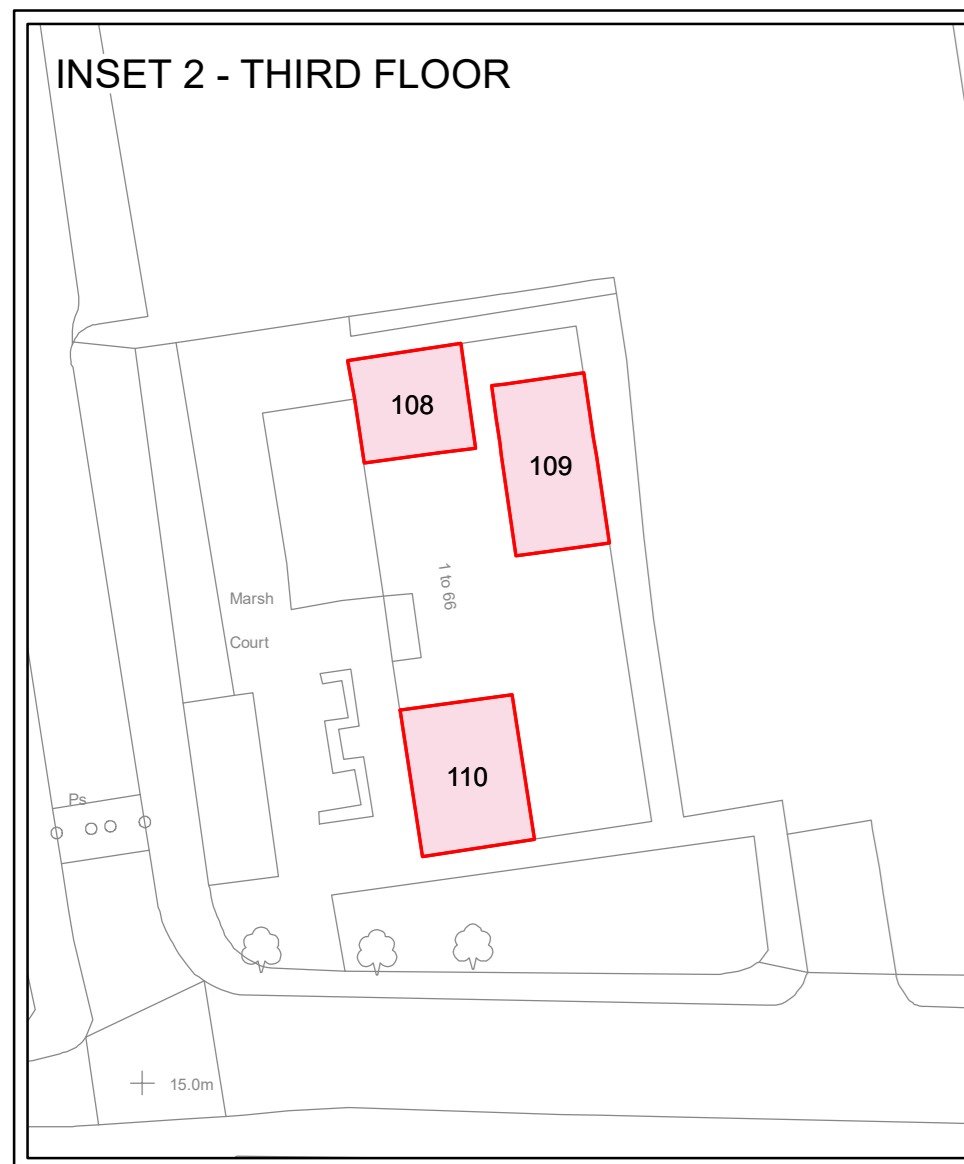 INSET 2 - THIRD FLOOR
108
109
1 to 66
Marsh
Court
110
Ps
15.0m